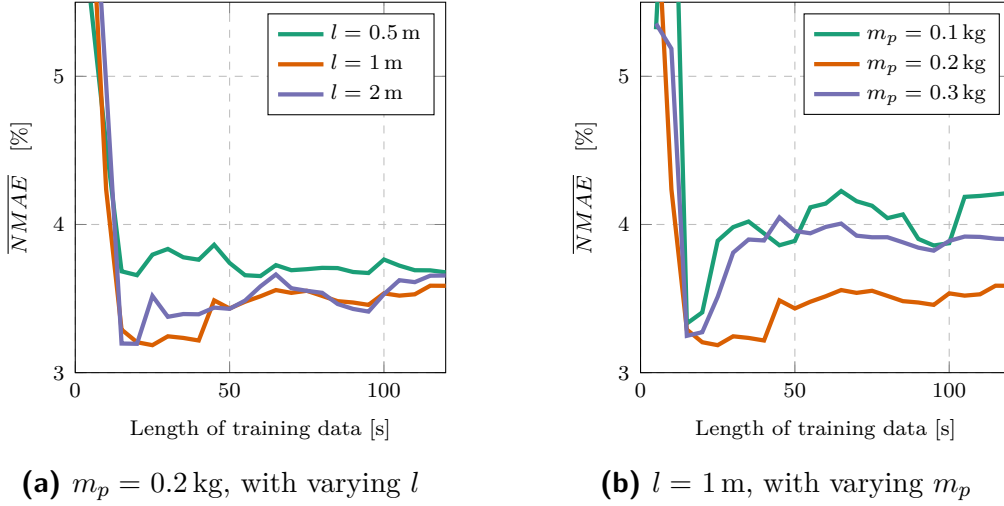 l = 0.5 m
l = 1 m
l = 2 m
5
4
3
0
50
100
NMAE [%]
Length of training data [s]
(a) m_p = 0.2 kg, with varying l
m_p = 0.1 kg
m_p = 0.2 kg
m_p = 0.3 kg
5
4
3
0
50
100
NMAE [%]
Length of training data [s]
(b) l = 1 m, with varying m_p